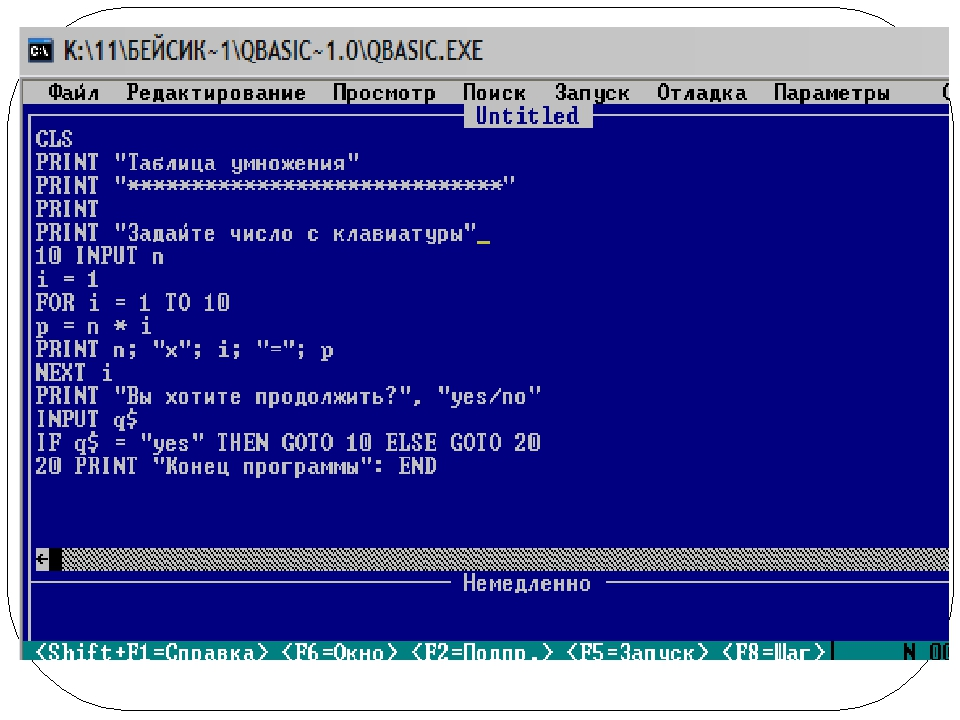 K:\11\БЕЙСИК~1\QBASIC~1.0\QBASIC.EXE
Файл Редактирование Просмотр Поиск Запуск Отладка Параметры
Untitled
CLS
PRINT "Таблица умножения"
PRINT "*****************************"
PRINT
PRINT "Задайте число с клавиатуры"_
10 INPUT n
i = 1
FOR i = 1 TO 10
p = n * i
PRINT n; "x"; i; "="; p
NEXT i
PRINT "Вы хотите продолжить?", "yes/no"
INPUT q$
IF q$ = "yes" THEN GOTO 10 ELSE GOTO 20
20 PRINT "Конец программы": END
Немедленно
<Shift+F1=Справка> <F6=Окно> <F2=Подпр.> <F5=Запуск> <F8=Шаг> N 00